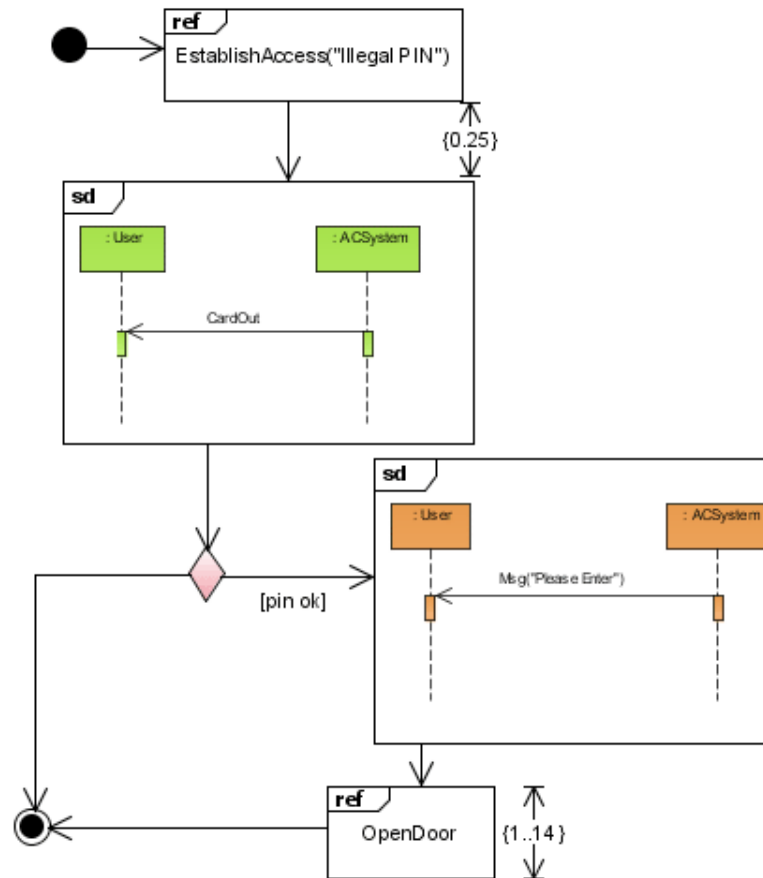 ref
EstablishAccess("Illegal PIN")
{0.25}
sd
: User
: ACSystem
CardOut
sd
: User
: ACSystem
Msg("Please Enter")
[pin ok]
ref
OpenDoor
{1..14 }